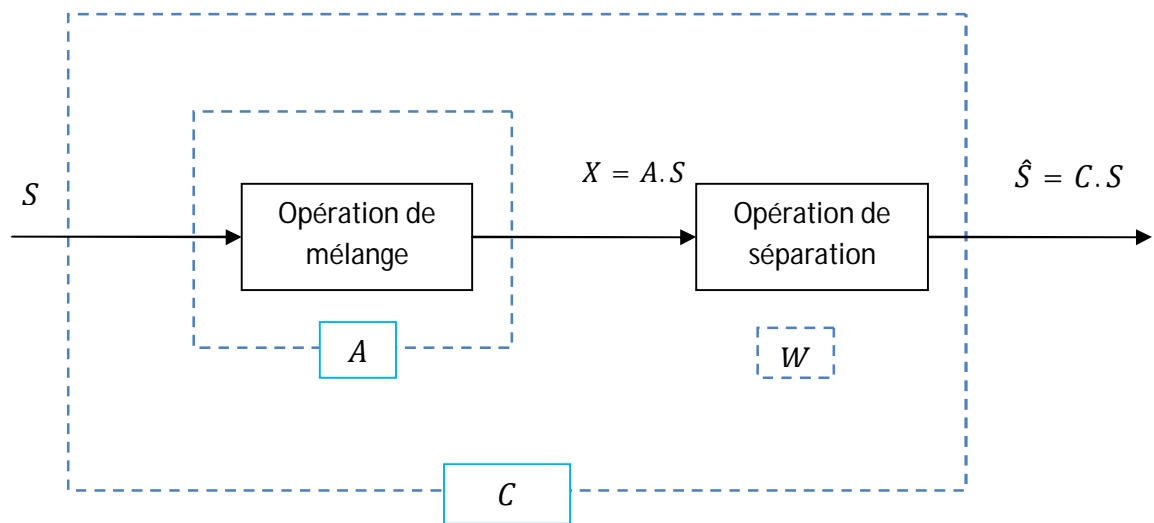 S
Opération de
mélange
X = A. S
Opération de
séparation
Ŝ = C. S
A
W
C